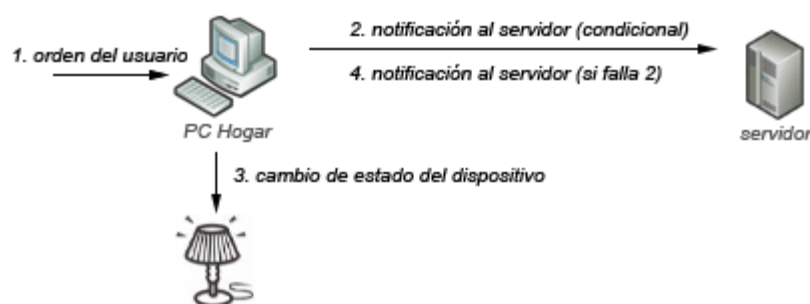 2. notificación al servidor (condicional)
1. orden del usuario
4. notificación al servidor (si falla 2)
PC Hogar
servidor
3. cambio de estado del dispositivo